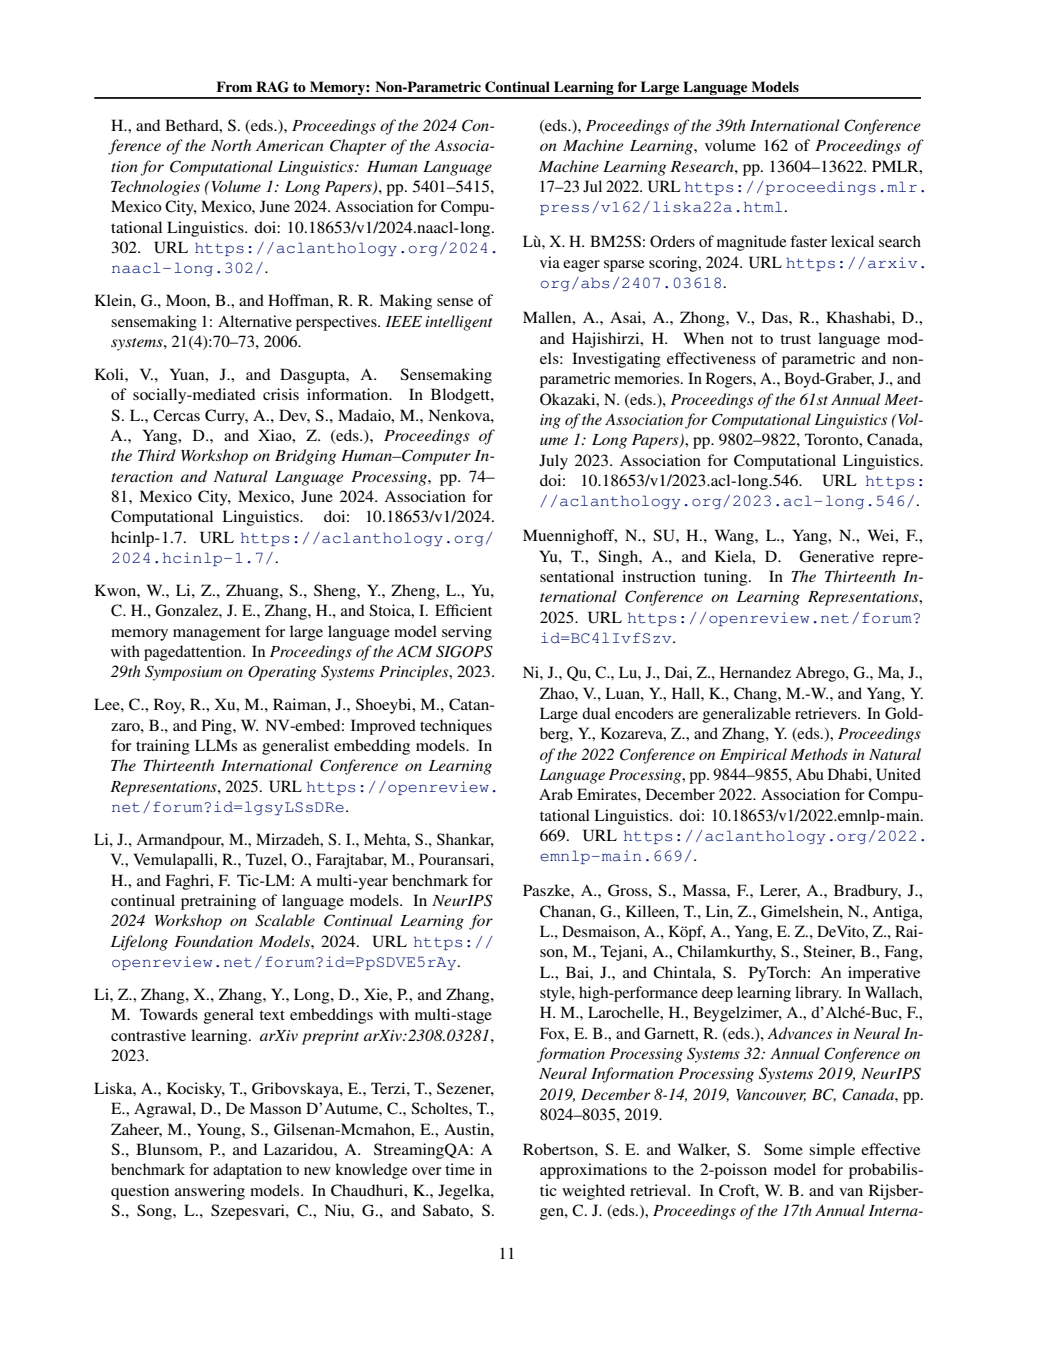 From RAG to Memory: Non-Parametric Continual Learning for Large Language Models
H., and Bethard, S. (eds.), Proceedings of the 2024 Con-
ference of the North American Chapter of the Associa-
tion for Computational Linguistics: Human Language
Technologies (Volume 1: Long Papers), pp. 5401–5415,
Mexico City, Mexico, June 2024. Association for Compu-
tational Linguistics. doi: 10.18653/v1/2024.naacl-long.
302. URL https://aclanthology.org/2024.
naacl-long.302/.
Klein, G., Moon, B., and Hoffman, R. R. Making sense of
sensemaking 1: Alternative perspectives. IEEE intelligent
systems, 21(4):70–73, 2006.
Koli, V., Yuan, J., and Dasgupta, A. Sensemaking
of socially-mediated crisis information. In Blodgett,
S. L., Cercas Curry, A., Dev, S., Madaio, M., Nenkova,
A., Yang, D., and Xiao, Z. (eds.), Proceedings of
the Third Workshop on Bridging Human–Computer In-
teraction and Natural Language Processing, pp. 74–
81, Mexico City, Mexico, June 2024. Association for
Computational Linguistics. doi: 10.18653/v1/2024.
hcinlp-1.7. URL https://aclanthology.org/
2024.hcinlp-1.7/.
Kwon, W., Li, Z., Zhuang, S., Sheng, Y., Zheng, L., Yu,
C. H., Gonzalez, J. E., Zhang, H., and Stoica, I. Efficient
memory management for large language model serving
with pagedattention. In Proceedings of the ACM SIGOPS
29th Symposium on Operating Systems Principles, 2023.
Lee, C., Roy, R., Xu, M., Raiman, J., Shoeybi, M., Catan-
zaro, B., and Ping, W. NV-embed: Improved techniques
for training LLMs as generalist embedding models. In
The Thirteenth International Conference on Learning
Representations, 2025. URL https://openreview.
net/forum?id=lgsyLSsDRe.
Li, J., Armandpour, M., Mirzadeh, S. I., Mehta, S., Shankar,
V., Vemulapalli, R., Tuzel, O., Farajtabar, M., Pouransari,
H., and Faghri, F. Tic-LM: A multi-year benchmark for
continual pretraining of language models. In NeurIPS
2024 Workshop on Scalable Continual Learning for
Lifelong Foundation Models, 2024. URL https://
openreview.net/forum?id=PpSDVE5rAy.
Li, Z., Zhang, X., Zhang, Y., Long, D., Xie, P., and Zhang,
M. Towards general text embeddings with multi-stage
contrastive learning. arXiv preprint arXiv:2308.03281,
2023.
Liska, A., Kocisky, T., Gribovskaya, E., Terzi, T., Sezener,
E., Agrawal, D., De Masson D'Autume, C., Scholtes, T.,
Zaheer, M., Young, S., Gilsenan-Mcmahon, E., Austin,
S., Blunsom, P., and Lazaridou, A. StreamingQA: A
benchmark for adaptation to new knowledge over time in
question answering models. In Chaudhuri, K., Jegelka,
S., Song, L., Szepesvari, C., Niu, G., and Sabato, S.
(eds.), Proceedings of the 39th International Conference
on Machine Learning, volume 162 of Proceedings of
Machine Learning Research, pp. 13604–13622. PMLR,
17–23 Jul 2022. URL https://proceedings.mlr.
press/v162/liska22a.html.
Lù, X. H. BM25S: Orders of magnitude faster lexical search
via eager sparse scoring, 2024. URL https://arxiv.
org/abs/2407.03618.
Mallen, A., Asai, A., Zhong, V., Das, R., Khashabi, D.,
and Hajishirzi, H. When not to trust language mod-
els: Investigating effectiveness of parametric and non-
parametric memories. In Rogers, A., Boyd-Graber, J., and
Okazaki, N. (eds.), Proceedings of the 61st Annual Meet-
ing of the Association for Computational Linguistics (Vol-
ume 1: Long Papers), pp. 9802–9822, Toronto, Canada,
July 2023. Association for Computational Linguistics.
doi: 10.18653/v1/2023.acl-long.546. URL https:
//aclanthology.org/2023.acl-long.546/.
Muennighoff, N., SU, H., Wang, L., Yang, N., Wei, F.,
Yu, T., Singh, A., and Kiela, D. Generative repre-
sentational instruction tuning. In The Thirteenth In-
ternational Conference on Learning Representations,
2025. URL https://openreview.net/forum?
id=BC4lIvfSzv.
Ni, J., Qu, C., Lu, J., Dai, Z., Hernandez Abrego, G., Ma, J.,
Zhao, V., Luan, Y., Hall, K., Chang, M.-W., and Yang, Y.
Large dual encoders are generalizable retrievers. In Gold-
berg, Y., Kozareva, Z., and Zhang, Y. (eds.), Proceedings
of the 2022 Conference on Empirical Methods in Natural
Language Processing, pp. 9844–9855, Abu Dhabi, United
Arab Emirates, December 2022. Association for Compu-
tational Linguistics. doi: 10.18653/v1/2022.emnlp-main.
669. URL https://aclanthology.org/2022.
emnlp-main.669/.
Paszke, A., Gross, S., Massa, F., Lerer, A., Bradbury, J.,
Chanan, G., Killeen, T., Lin, Z., Gimelshein, N., Antiga,
L., Desmaison, A., Köpf, A., Yang, E. Z., DeVito, Z., Rai-
son, M., Tejani, A., Chilamkurthy, S., Steiner, B., Fang,
L., Bai, J., and Chintala, S. PyTorch: An imperative
style, high-performance deep learning library. In Wallach,
H. M., Larochelle, H., Beygelzimer, A., d'Alché-Buc, F.,
Fox, E. B., and Garnett, R. (eds.), Advances in Neural In-
formation Processing Systems 32: Annual Conference on
Neural Information Processing Systems 2019, NeurIPS
2019, December 8-14, 2019, Vancouver, BC, Canada, pp.
8024–8035, 2019.
Robertson, S. E. and Walker, S. Some simple effective
approximations to the 2-poisson model for probabilis-
tic weighted retrieval. In Croft, W. B. and van Rijsber-
gen, C. J. (eds.), Proceedings of the 17th Annual Interna-
11